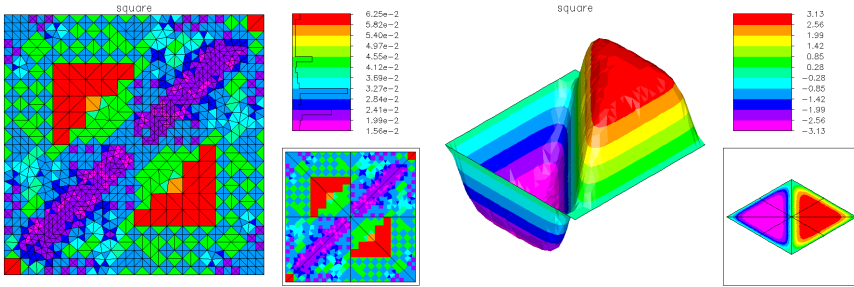 square
6.25e-2
5.82e-2
5.40e-2
4.97e-2
4.55e-2
4.12e-2
3.69e-2
3.27e-2
2.84e-2
2.41e-2
1.99e-2
1.56e-2
square
3.13
2.56
1.99
1.42
0.85
0.28
-0.28
-0.85
-1.42
-1.99
-2.56
-3.13